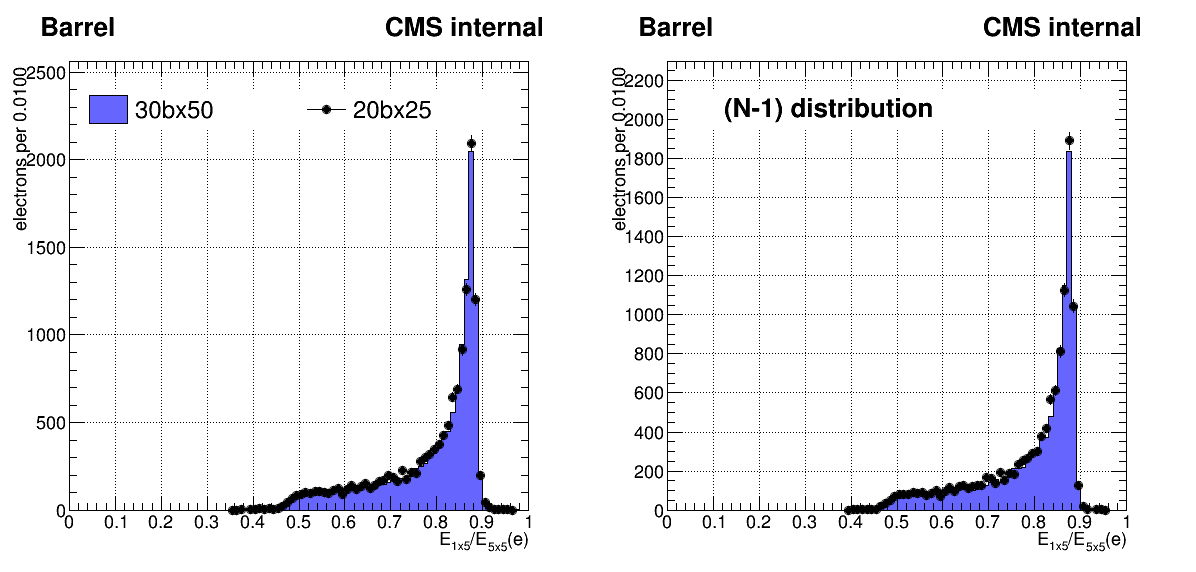 Barrel
CMS internal
electrons per 0.0100
2500
2000
1500
1000
500
0
30bx50
20bx25
0 0.1 0.2 0.3 0.4 0.5 0.6 0.7 0.8 0.9 1
E1x5/E5x5(e)
Barrel
CMS internal
electrons per 0.0100
2200
2000
1800
1600
1400
1200
1000
800
600
400
200
0
(N-1) distribution
0 0.1 0.2 0.3 0.4 0.5 0.6 0.7 0.8 0.9 1
E1x5/E5x5(e)